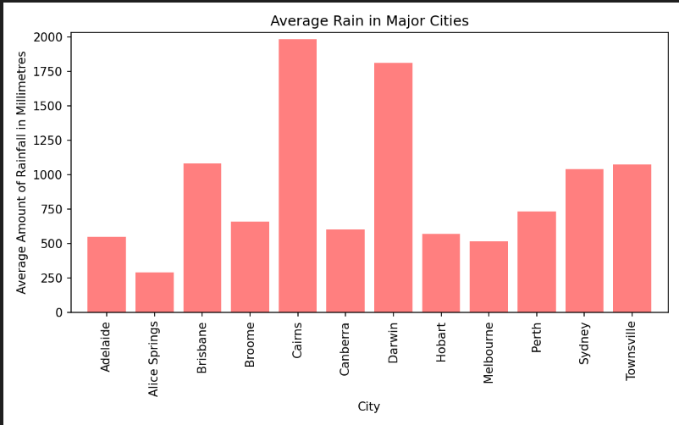 Average Rain in Major Cities
Average Amount of Rainfall in Millimetres
2000
1750
1500
1250
1000
750
500
250
0
Adelaide
Alice Springs
Brisbane
Broome
Cairns
Canberra
Darwin
Hobart
Melbourne
Perth
Sydney
Townsville
City